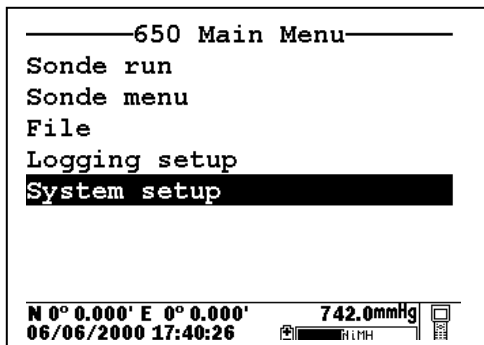 650 Main Menu
Sonde run
Sonde menu
File
Logging setup
System setup
N 0° 0.000' E 0° 0.000' 742.0mmHg
06/06/2000 17:40:26 NiMH